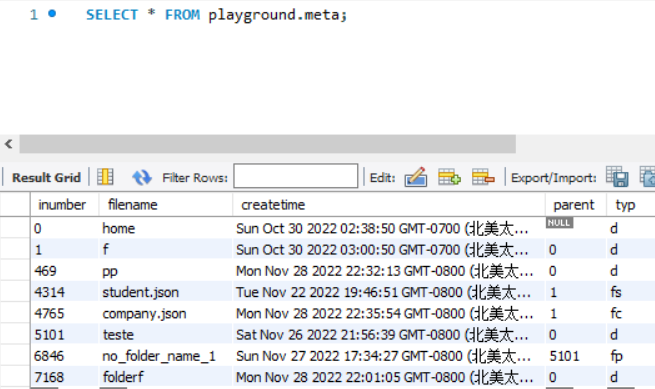 1 SELECT * FROM playground.meta;
Result Grid Filter Rows: Edit: Export/Import:
inumber filename createtime parent typ
0 home Sun Oct 30 2022 02:38:50 GMT-0700 (北美太... NULL d
1 f Sun Oct 30 2022 03:00:50 GMT-0700 (北美太... 0 d
469 pp Mon Nov 28 2022 22:32:13 GMT-0800 (北美太... 0 d
4314 student.json Tue Nov 22 2022 19:46:51 GMT-0800 (北美太... 1 fs
4765 company.json Mon Nov 28 2022 22:35:54 GMT-0800 (北美太... 1 fc
5101 teste Sat Nov 26 2022 21:56:39 GMT-0800 (北美太... 0 d
6846 no_folder_name_1 Sun Nov 27 2022 17:34:27 GMT-0800 (北美太... 5101 fp
7168 folderf Mon Nov 28 2022 22:01:05 GMT-0800 (北美太... 0 d